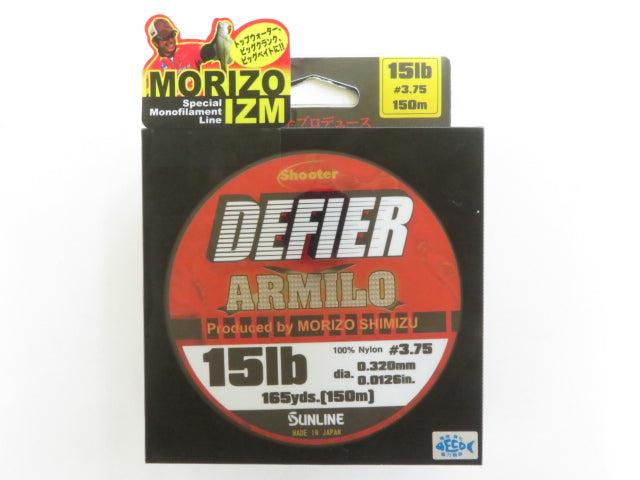 トップウォーター、
ビッグクランク、
ビッグベイトに!!
MORIZO
Special
Monofilament
Line
IZM
15lb
#3.75
150m
プロデュース
Shooter
DEFIER
ARMILO
Produced by MORIZO SHIMIZU
15lb
100% Nylon #3.75
dia. 0.320mm
0.0126in.
165yds.[150m]
SUNLINE
MADE IN JAPAN
ECO